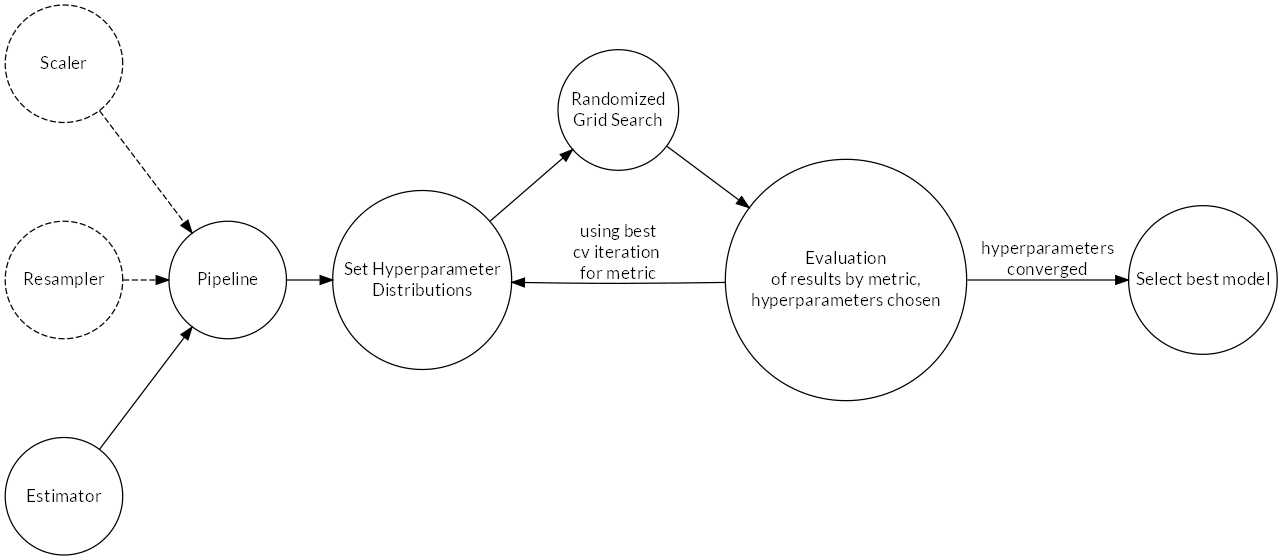 Scaler
Resampler
Estimator
Pipeline
Set Hyperparameter
Distributions
Randomized
Grid Search
using best
cv iteration
for metric
Evaluation
of results by metric,
hyperparameters chosen
hyperparameters
converged
Select best model